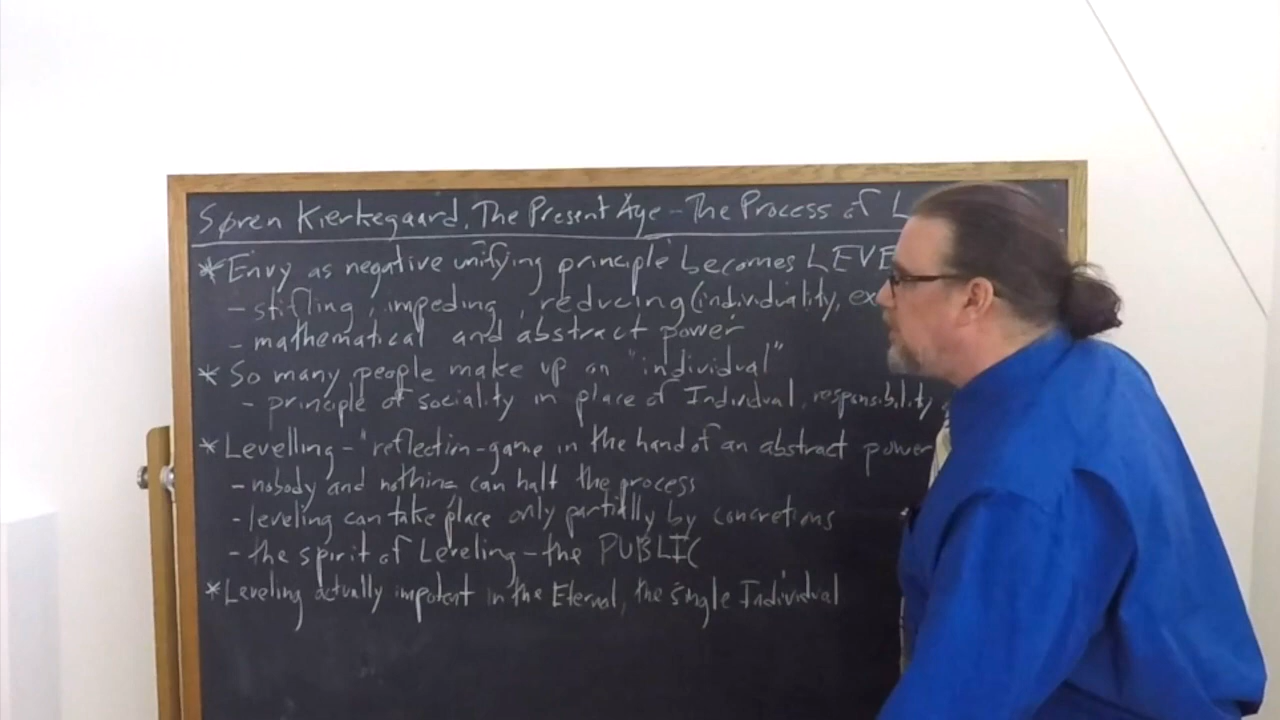 Søren Kierkegaard, The Present Age - The Process of L
* Envy as negative unifying principle becomes LEVE
- stifling, impeding, reducing (individuality, ex
- mathematical and abstract power
* So many people make up an "individual"
- principle of sociality in place of Individual responsibility
* Levelling - "reflection-game in the hand of an abstract power
- nobody and nothing can halt the process
- leveling can take place only partially by concretions
- the spirit of Leveling - the PUBLIC
* Leveling actually impotent in the Eternal, the single Individual